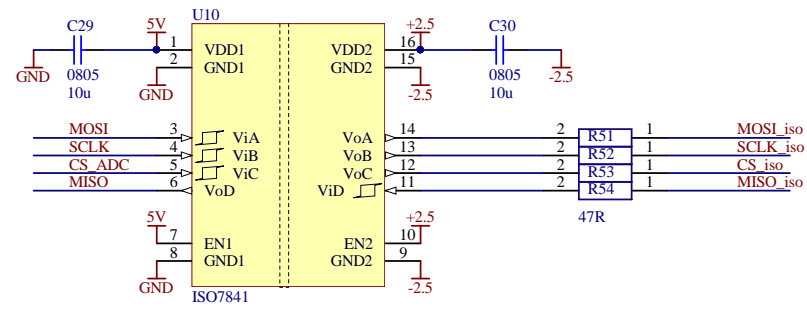 U10
C29 5V +2.5 C30
1 VDD1 VDD2 16
2 GND1 GND2 15
GND 0805 GND -2.5 0805 -2.5
10u 10u
MOSI 3 ViA VoA 14 2 R51 1 MOSI_iso
SCLK 4 ViB VoB 13 2 R52 1 SCLK_iso
CS_ADC 5 ViC VoC 12 2 R53 1 CS_iso
MISO 6 VoD ViD 11 2 R54 1 MISO_iso
5V +2.5 47R
7 EN1 EN2 10
8 GND1 GND2 9
GND -2.5
ISO7841